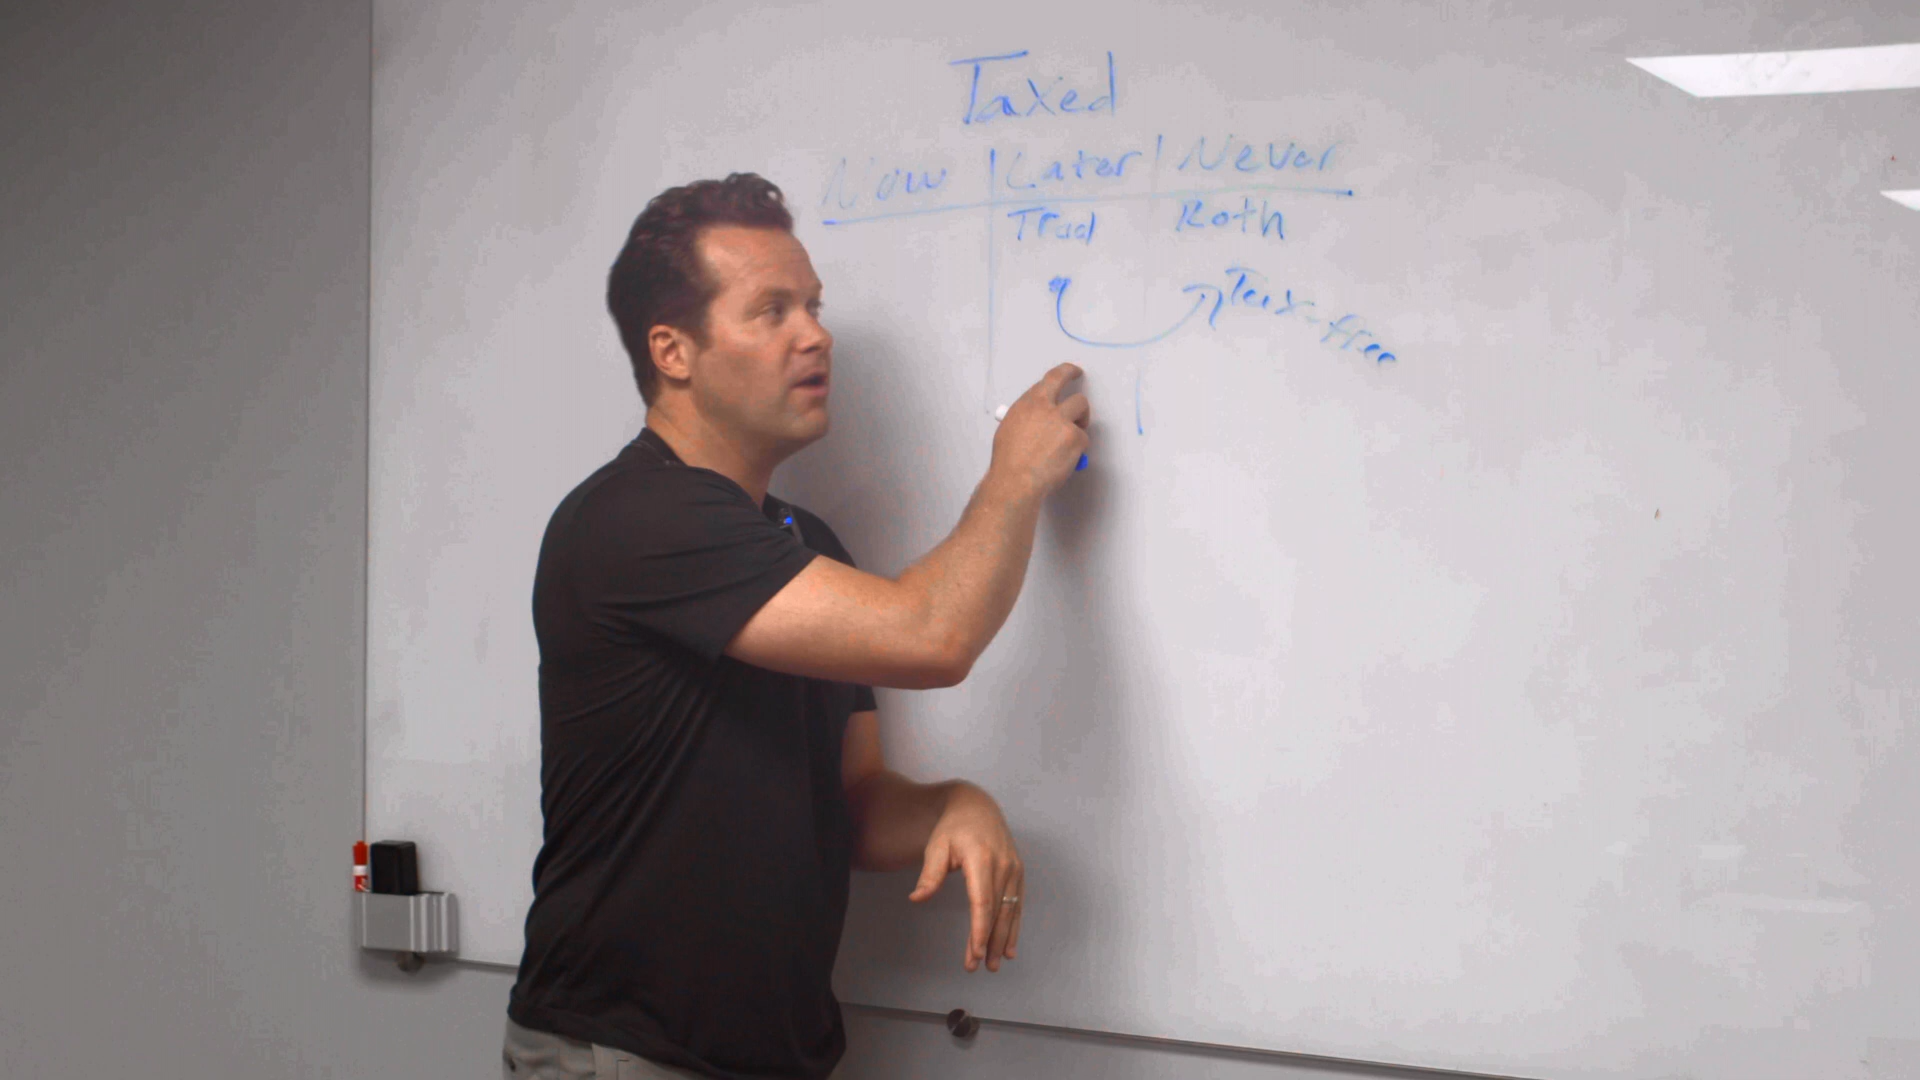 Taxed
Now | Later | Never
Trad Roth
Tax-free